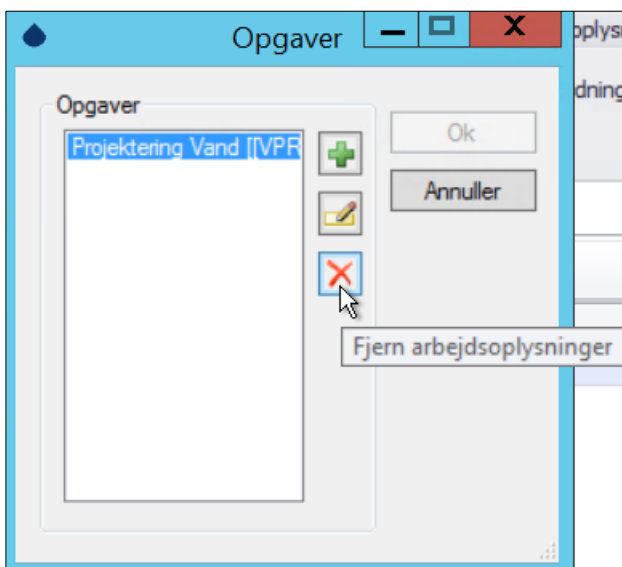 Opgaver
Opgaver
Projektering Vand [[VPR
Ok
Annuller
Fjern arbejdsoplysninger